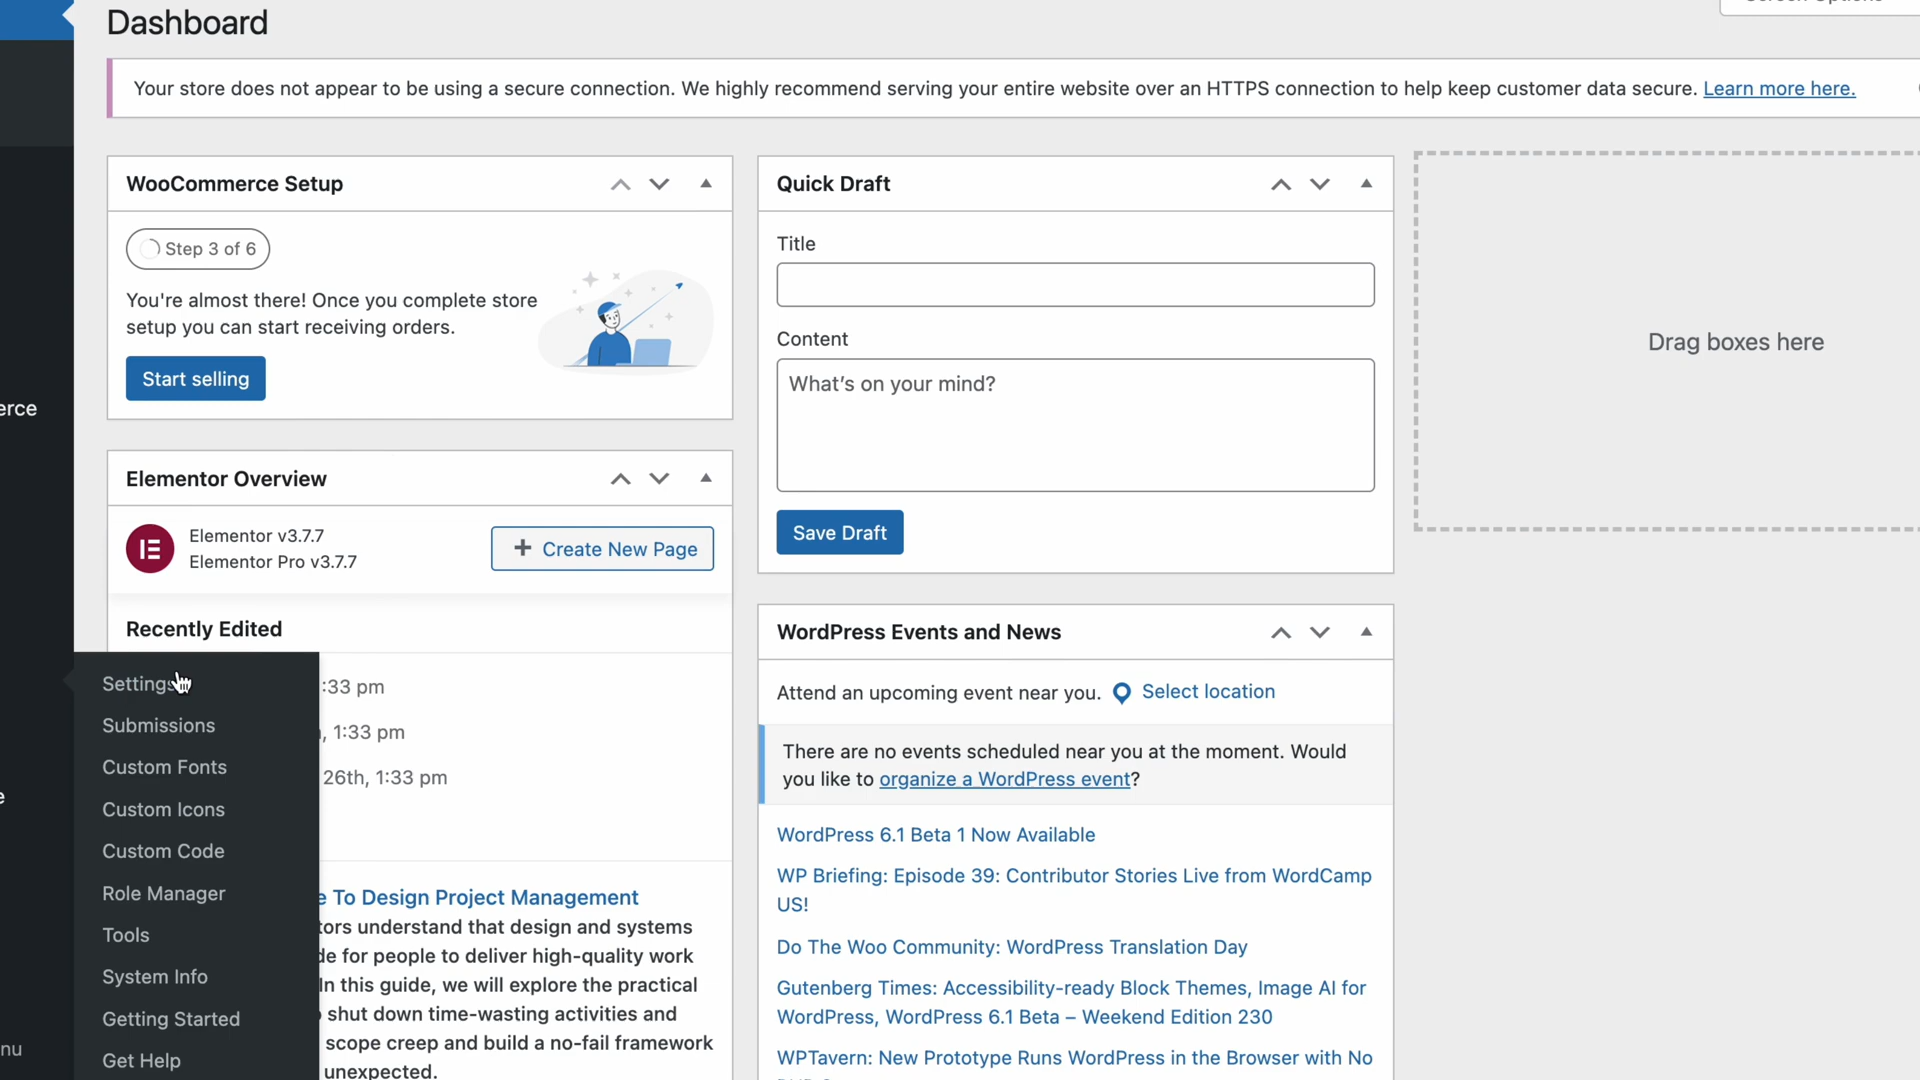 Dashboard
Your store does not appear to be using a secure connection. We highly recommend serving your entire website over an HTTPS connection to help keep customer data secure. Learn more here.
WooCommerce Setup
Step 3 of 6
You're almost there! Once you complete store
setup you can start receiving orders.
Start selling
Elementor Overview
Elementor v3.7.7
Elementor Pro v3.7.7
+ Create New Page
Recently Edited
:33 pm
, 1:33 pm
26th, 1:33 pm
e To Design Project Management
tors understand that design and systems
de for people to deliver high-quality work
In this guide, we will explore the practical
shut down time-wasting activities and
scope creep and build a no-fail framework
unexpected.
erce
e
nu
Settings
Submissions
Custom Fonts
Custom Icons
Custom Code
Role Manager
Tools
System Info
Getting Started
Get Help
Quick Draft
Title
Content
What's on your mind?
Save Draft
WordPress Events and News
Attend an upcoming event near you. Select location
There are no events scheduled near you at the moment. Would
you like to organize a WordPress event?
WordPress 6.1 Beta 1 Now Available
WP Briefing: Episode 39: Contributor Stories Live from WordCamp
US!
Do The Woo Community: WordPress Translation Day
Gutenberg Times: Accessibility-ready Block Themes, Image AI for
WordPress, WordPress 6.1 Beta – Weekend Edition 230
WPTavern: New Prototype Runs WordPress in the Browser with No
Drag boxes here